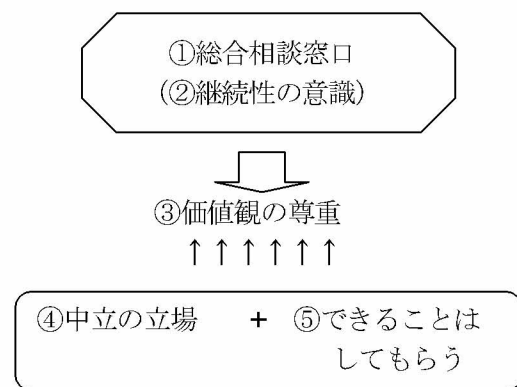 ①総合相談窓口
(②継続性の意識)
③価値観の尊重
↑↑↑↑↑↑
④中立の立場 + ⑤できることは
してもらう